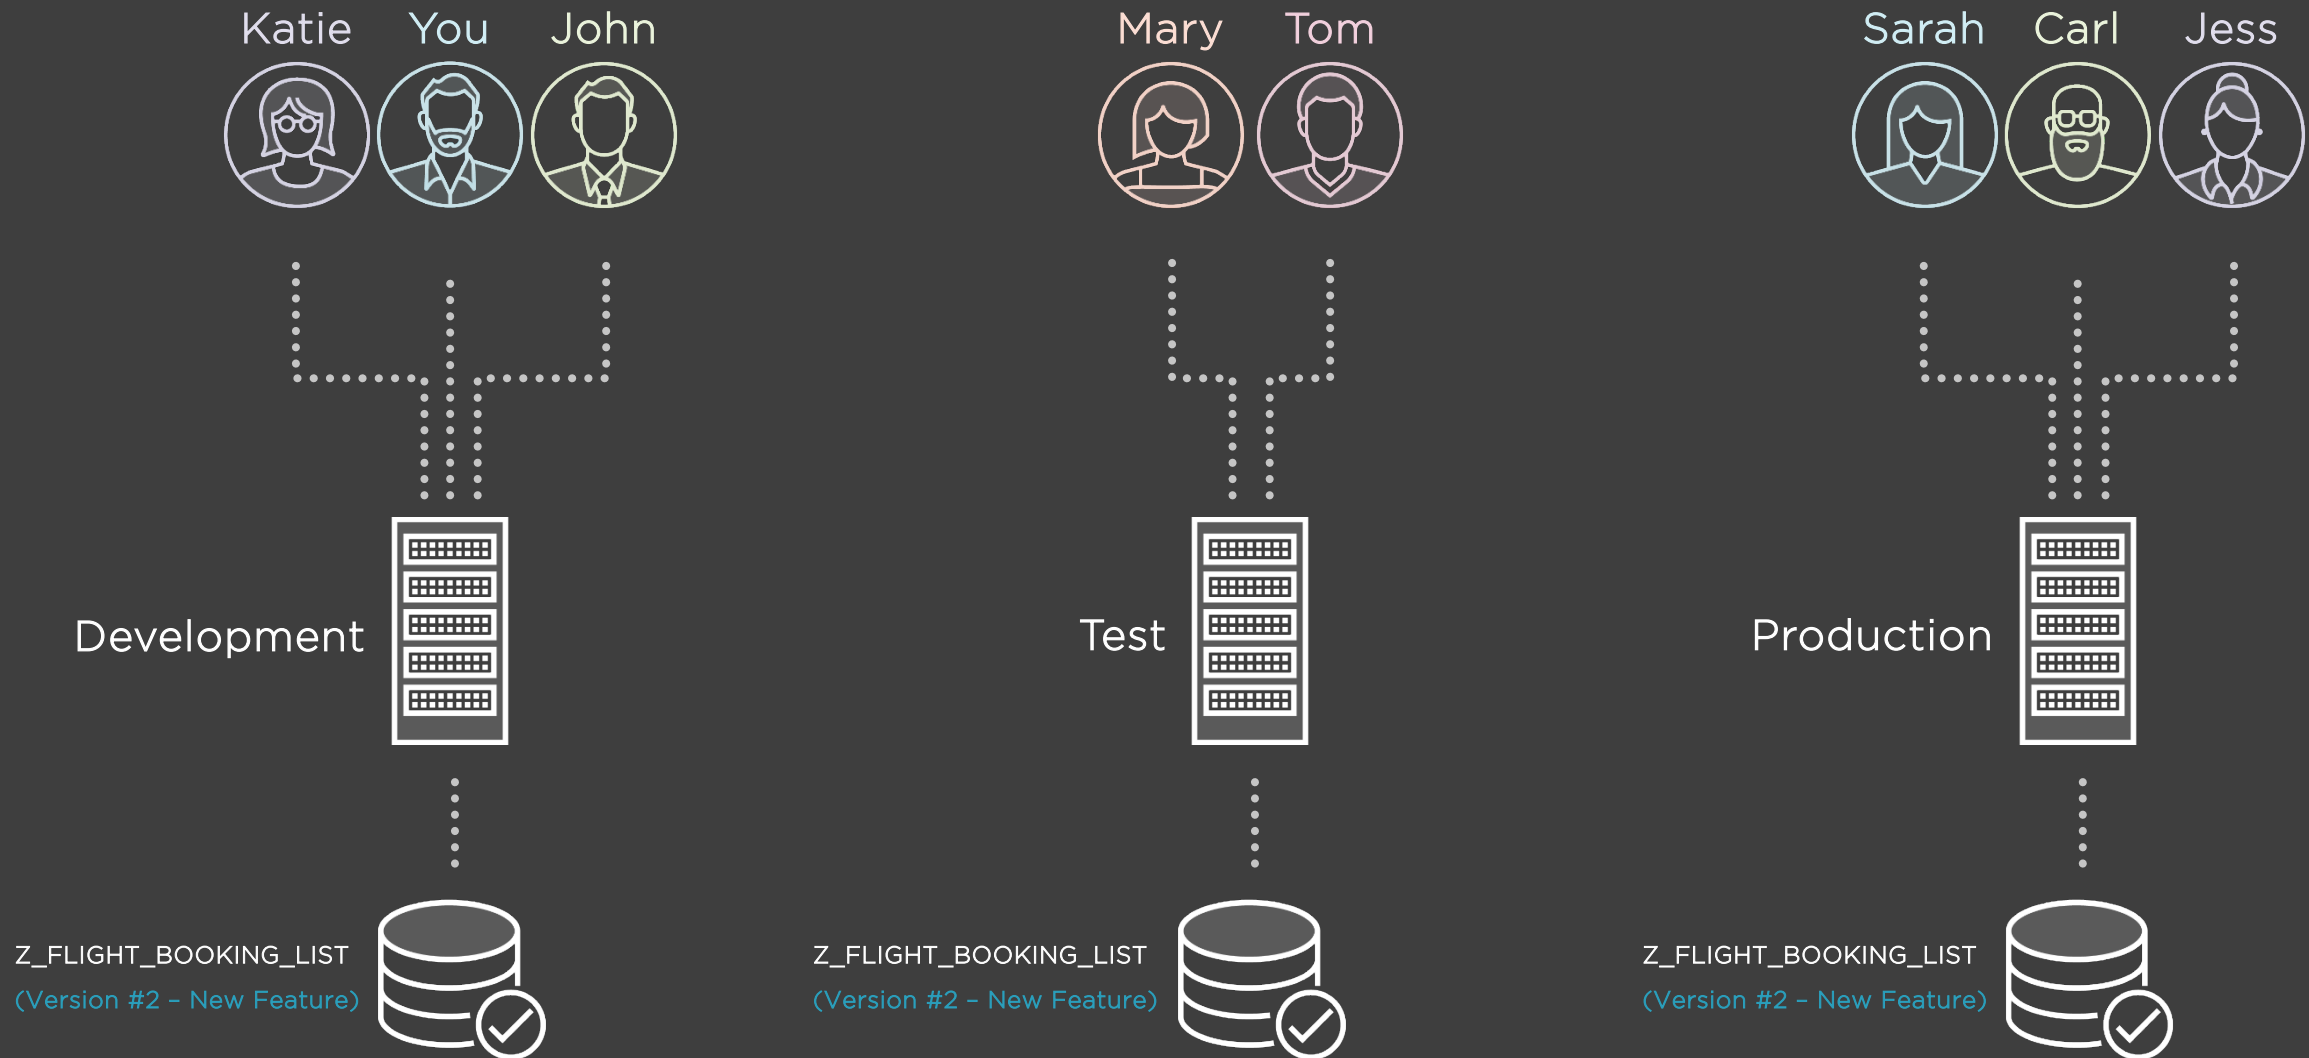 Katie
You
John
Mary
Tom
Sarah
Carl
Jess
Development
Test
Production
Z_FLIGHT_BOOKING_LIST
(Version #2 – New Feature)
Z_FLIGHT_BOOKING_LIST
(Version #2 – New Feature)
Z_FLIGHT_BOOKING_LIST
(Version #2 – New Feature)